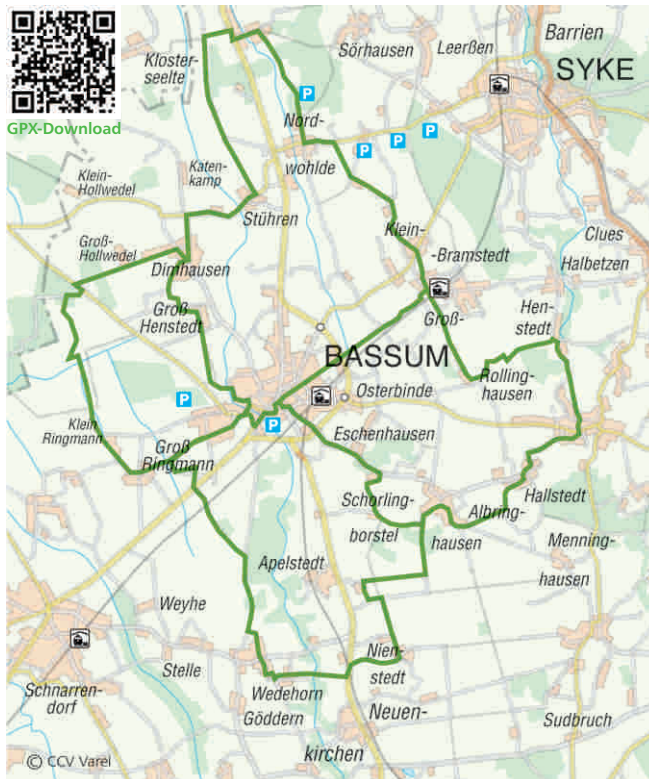 GPX-Download
Kloster-
seelte
Sörhausen
Leerßen
Barrien
SYKE
P
Nord-
wohlde
P
P
P
Klein-
Hollwedel
Katen-
kamp
Stühren
Groß-
Hollwedel
Dimhausen
Klein-
-Bramstedt
Groß-
Clues
Halbetzen
Groß
Henstedt
Hen-
stedt
BASSUM
Rolling-
hausen
Osterbinde
P
P
Klein
Ringmann
Groß
Ringmann
Eschenhausen
Schorling-
borstel
Albring-
hausen
Hallstedt
Menning-
hausen
Apelstedt
Weyhe
Stelle
Nien-
stedt
Schnarren-
dorf
Wedehorn
Göddern
Neuen-
kirchen
Sudbruch
© CCV Varel